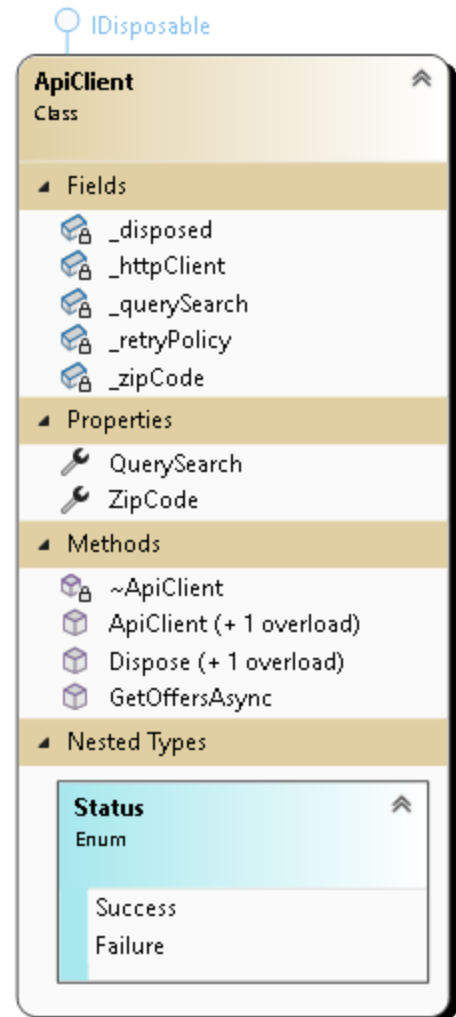 IDisposable
ApiClient
Class
Fields
_disposed
_httpClient
_querySearch
_retryPolicy
_zipCode
Properties
QuerySearch
ZipCode
Methods
~ApiClient
ApiClient (+ 1 overload)
Dispose (+ 1 overload)
GetOffersAsync
Nested Types
Status
Enum
Success
Failure